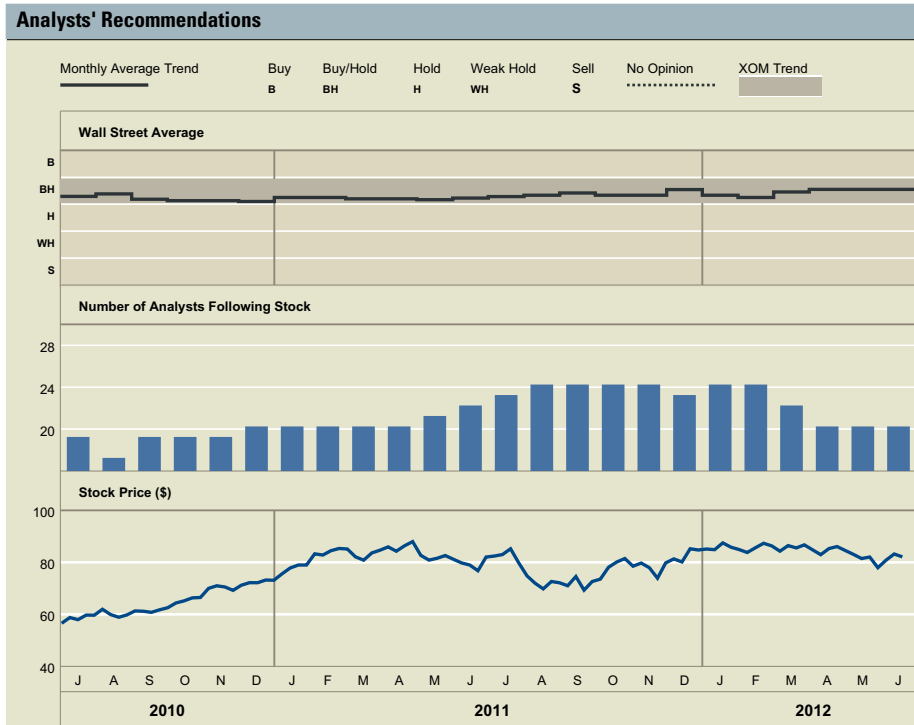 Analysts' Recommendations
Monthly Average Trend Buy Buy/Hold Hold Weak Hold Sell No Opinion XOM Trend
B BH H WH S
Wall Street Average
B
BH
H
WH
S
Number of Analysts Following Stock
28
24
20
Stock Price ($)
100
80
60
40
J A S O N D J F M A M J J A S O N D J F M A M J
2010 2011 2012